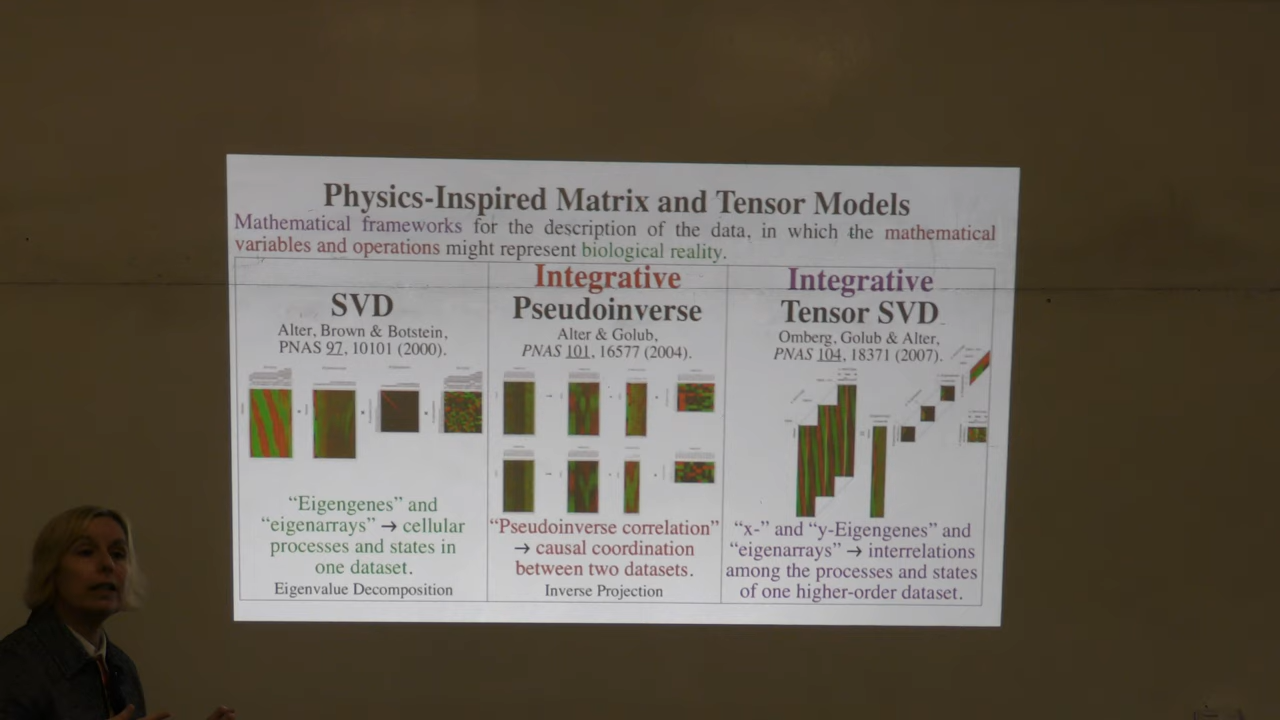 Physics-Inspired Matrix and Tensor Models
Mathematical frameworks for the description of the data, in which the mathematical
variables and operations might represent biological reality.
SVD
Alter, Brown & Botstein,
PNAS 97, 10101 (2000).
"Eigengenes" and
"eigenarrays" → cellular
processes and states in
one dataset.
Eigenvalue Decomposition
Integrative
Pseudoinverse
Alter & Golub,
PNAS 101, 16577 (2004).
"Pseudoinverse correlation"
→ causal coordination
between two datasets.
Inverse Projection
Integrative
Tensor SVD
Omberg, Golub & Alter,
PNAS 104, 18371 (2007).
"x-" and "y-Eigengenes" and
"eigenarrays" → interrelations
among the processes and states
of one higher-order dataset.